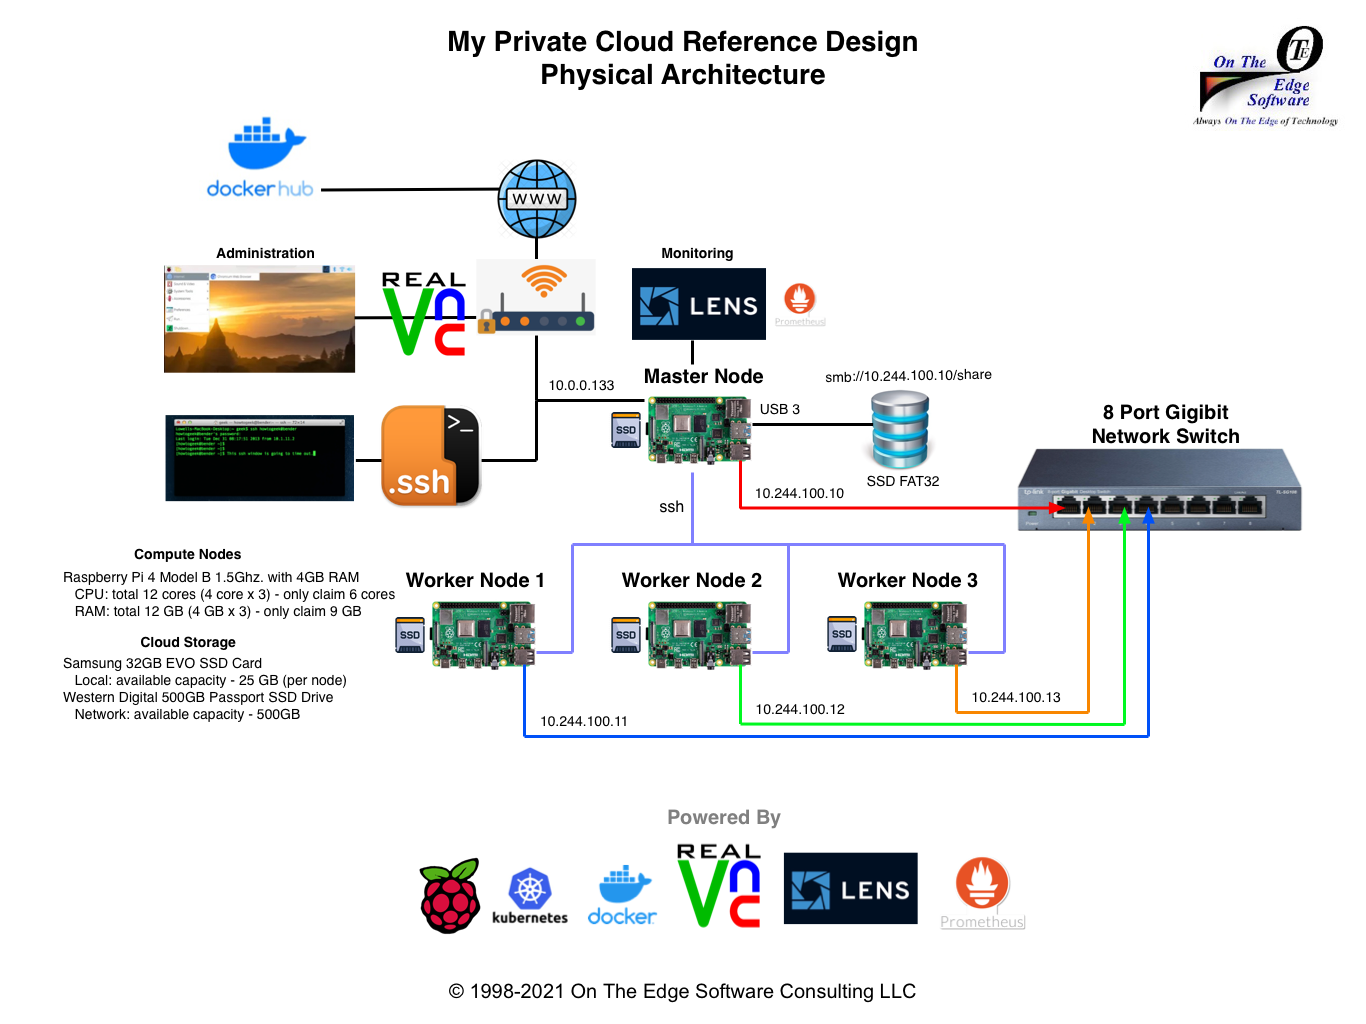 My Private Cloud Reference Design
Physical Architecture
On The
Edge
Software
Always On The Edge of Technology
dockerhub
WWW
Administration
REAL
Vnc
Monitoring
LENS
Prometheus
10.0.0.133
Master Node
smb://10.244.100.10/share
USB 3
SSD
SSD FAT32
8 Port Gigibit
Network Switch
>_
.ssh
10.244.100.10
tp-link
ssh
Compute Nodes
Raspberry Pi 4 Model B 1.5Ghz. with 4GB RAM
CPU: total 12 cores (4 core x 3) - only claim 6 cores
RAM: total 12 GB (4 GB x 3) - only claim 9 GB
Cloud Storage
Samsung 32GB EVO SSD Card
Local: available capacity - 25 GB (per node)
Western Digital 500GB Passport SSD Drive
Network: available capacity - 500GB
Worker Node 1
SSD
Worker Node 2
SSD
Worker Node 3
SSD
10.244.100.11
10.244.100.12
10.244.100.13
Powered By
kubernetes
docker
REAL
Vnc
LENS
Prometheus
© 1998-2021 On The Edge Software Consulting LLC